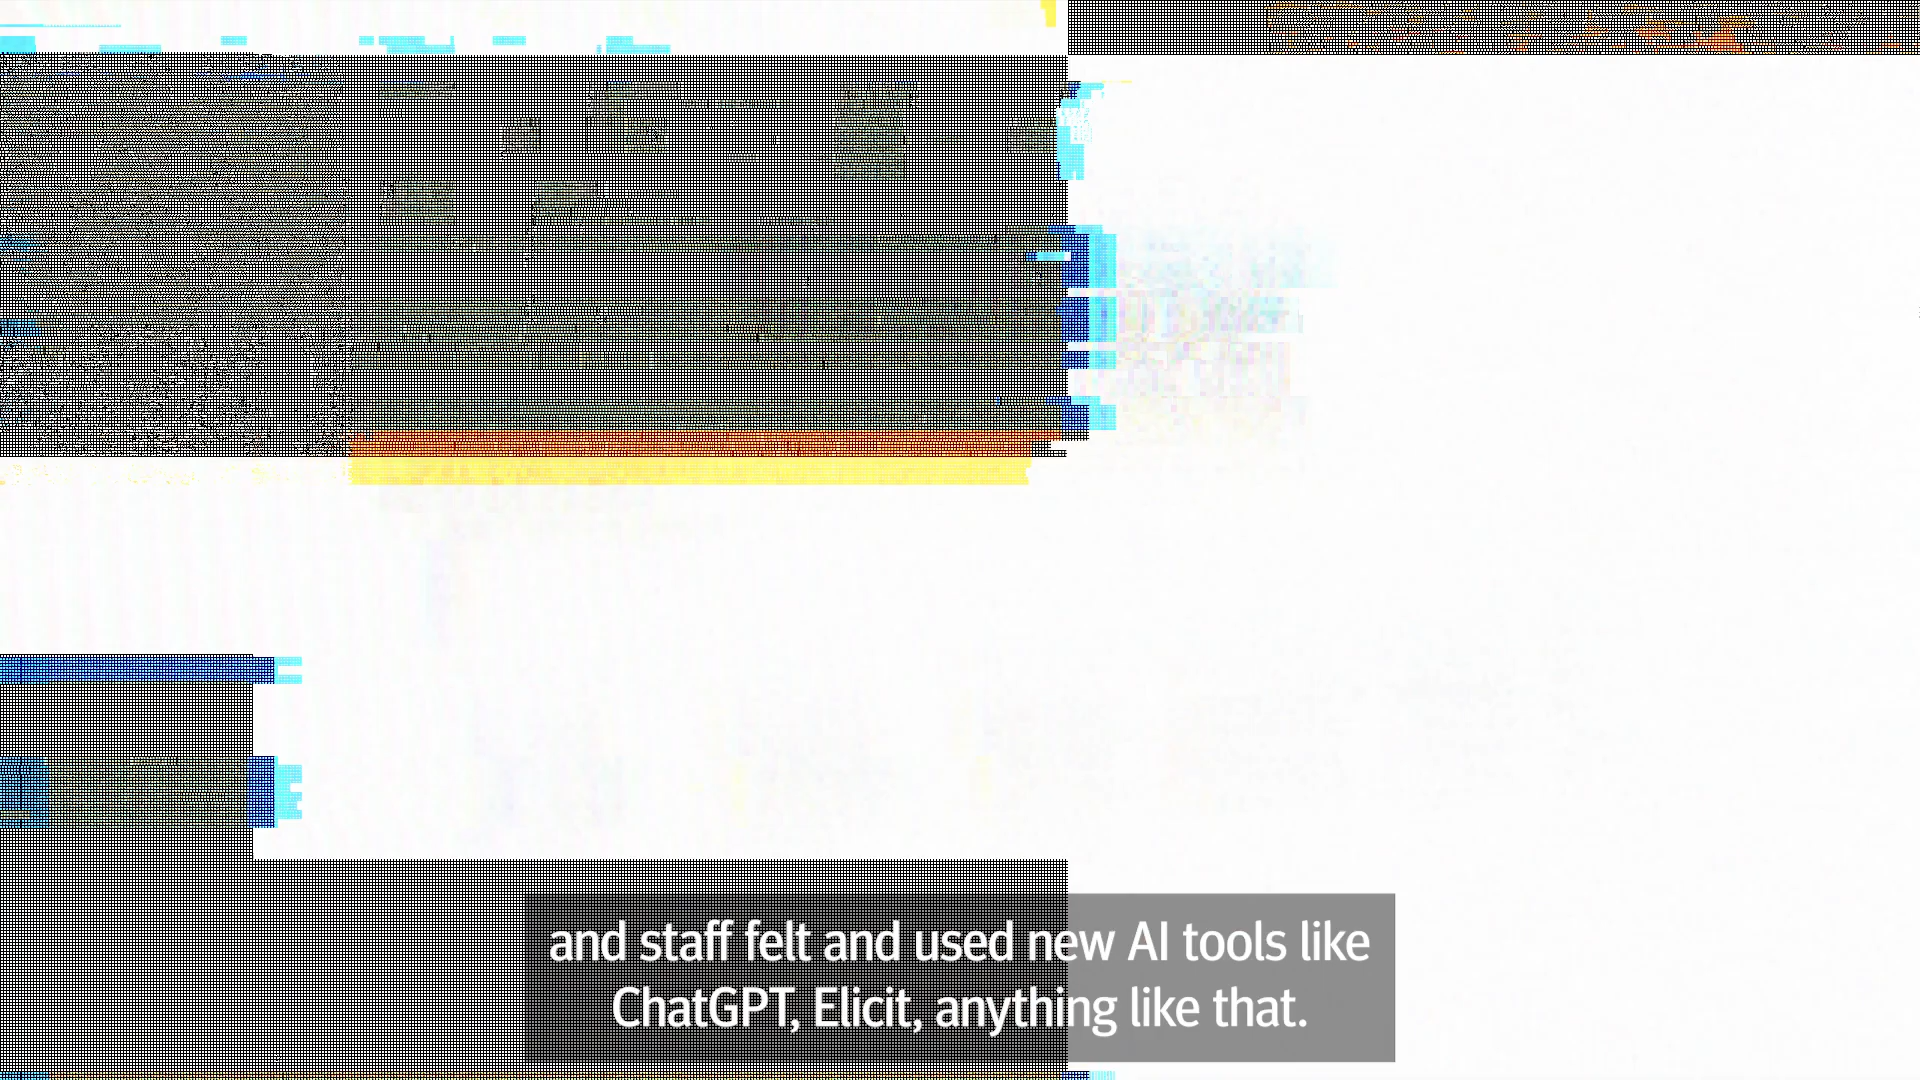 and staff felt and used new AI tools like
ChatGPT, Elicit, anything like that.